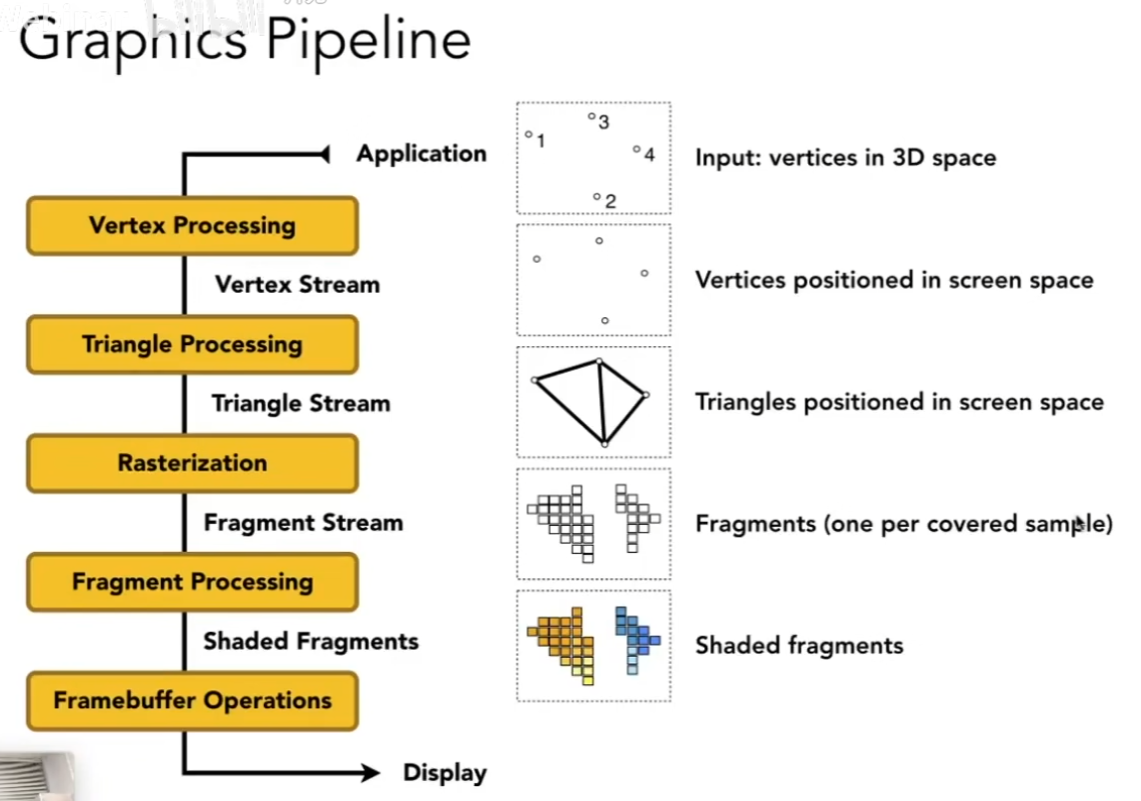 Graphics Pipeline
Application
Vertex Processing
Vertex Stream
Triangle Processing
Triangle Stream
Rasterization
Fragment Stream
Fragment Processing
Shaded Fragments
Framebuffer Operations
Display
1
3
4
2
Input: vertices in 3D space
Vertices positioned in screen space
Triangles positioned in screen space
Fragments (one per covered sample)
Shaded fragments